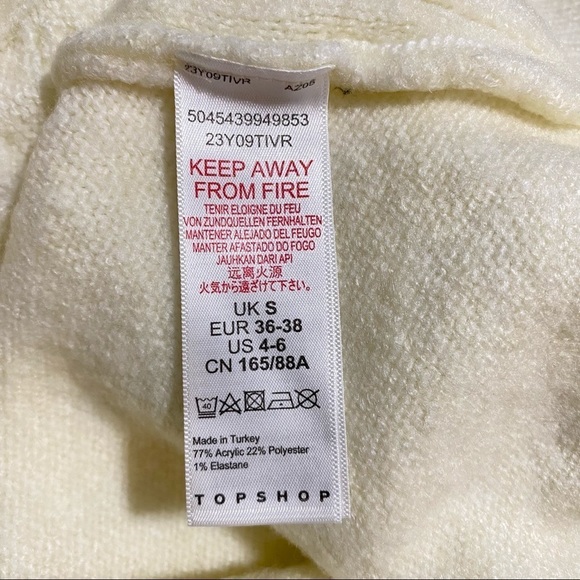 23Y09TIVR A206
5045439949853
23Y09TIVR
KEEP AWAY
FROM FIRE
TENIR ELOIGNE DU FEU
VON ZUNDQUELLEN FERNHALTEN
MANTENER ALEJADO DEL FEUGO
MANTER AFASTADO DO FOGO
JAUHKAN DARI API
远离火源
火気から遠ざけて下さい。
UK S
EUR 36-38
US 4-6
CN 165/88A
40
Made in Turkey
77% Acrylic 22% Polyester
1% Elastane
TOPSHOP